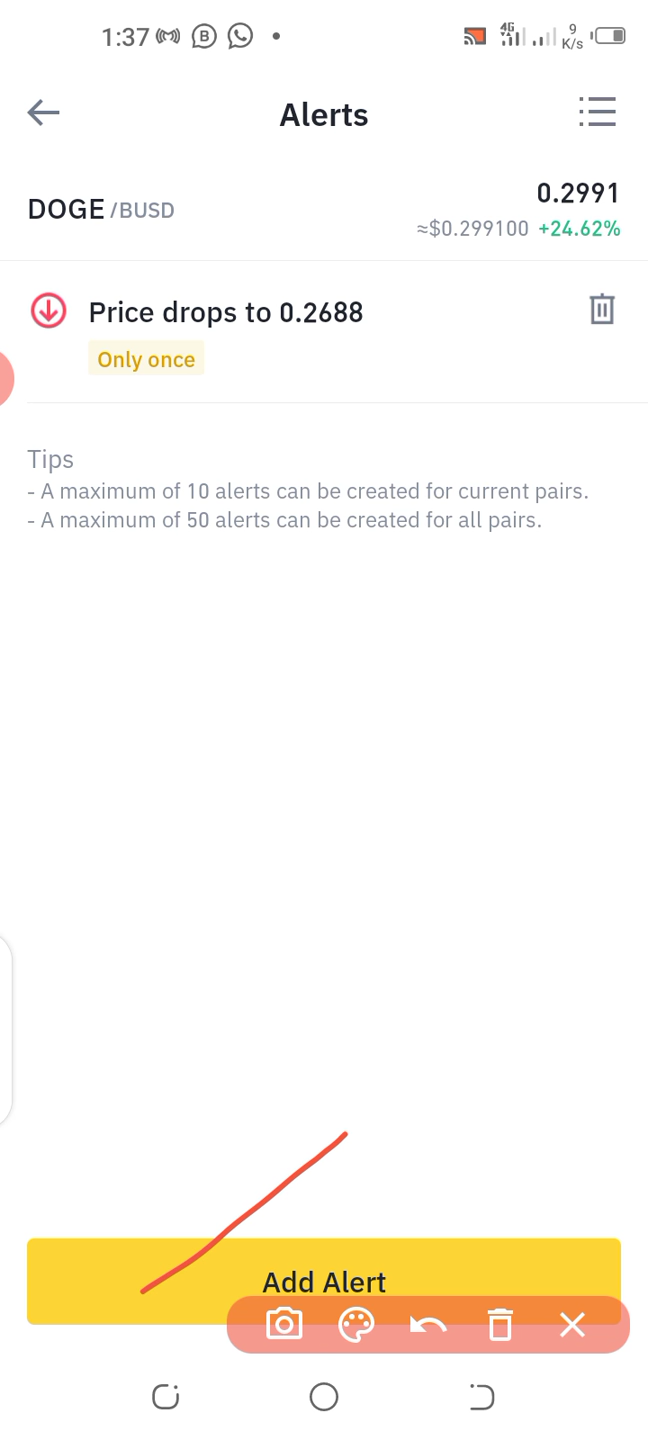 1:37 B 4G 9 K/s
Alerts
DOGE /BUSD 0.2991
≈$0.299100 +24.62%
Price drops to 0.2688
Only once
Tips
- A maximum of 10 alerts can be created for current pairs.
- A maximum of 50 alerts can be created for all pairs.
Add Alert